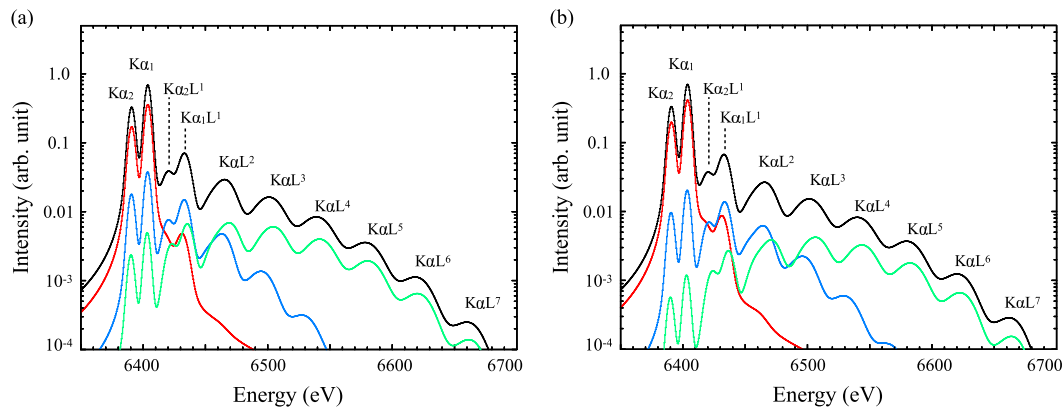 (a)
Kα₁
Kα₂
Kα₂L¹
Kα₁L¹
KαL²
KαL³
KαL⁴
KαL⁵
KαL⁶
KαL⁷
1.0
0.1
0.01
10⁻³
10⁻⁴
Intensity (arb. unit)
6400
6500
6600
6700
Energy (eV)
(b)
Kα₁
Kα₂
Kα₂L¹
Kα₁L¹
KαL²
KαL³
KαL⁴
KαL⁵
KαL⁶
KαL⁷
1.0
0.1
0.01
10⁻³
10⁻⁴
Intensity (arb. unit)
6400
6500
6600
6700
Energy (eV)